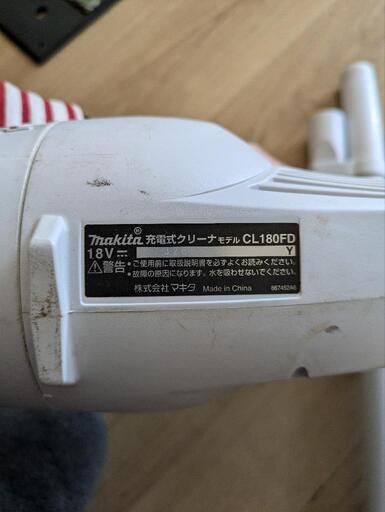 makita® 充電式クリーナモデル CL180FD
18V⎓ Y
⚠警告 •ご使用前に取扱説明書を必ずよくお読みください。
•故障の原因になります。水を吸わせないでください。
株式会社マキタ Made in China 867452A6